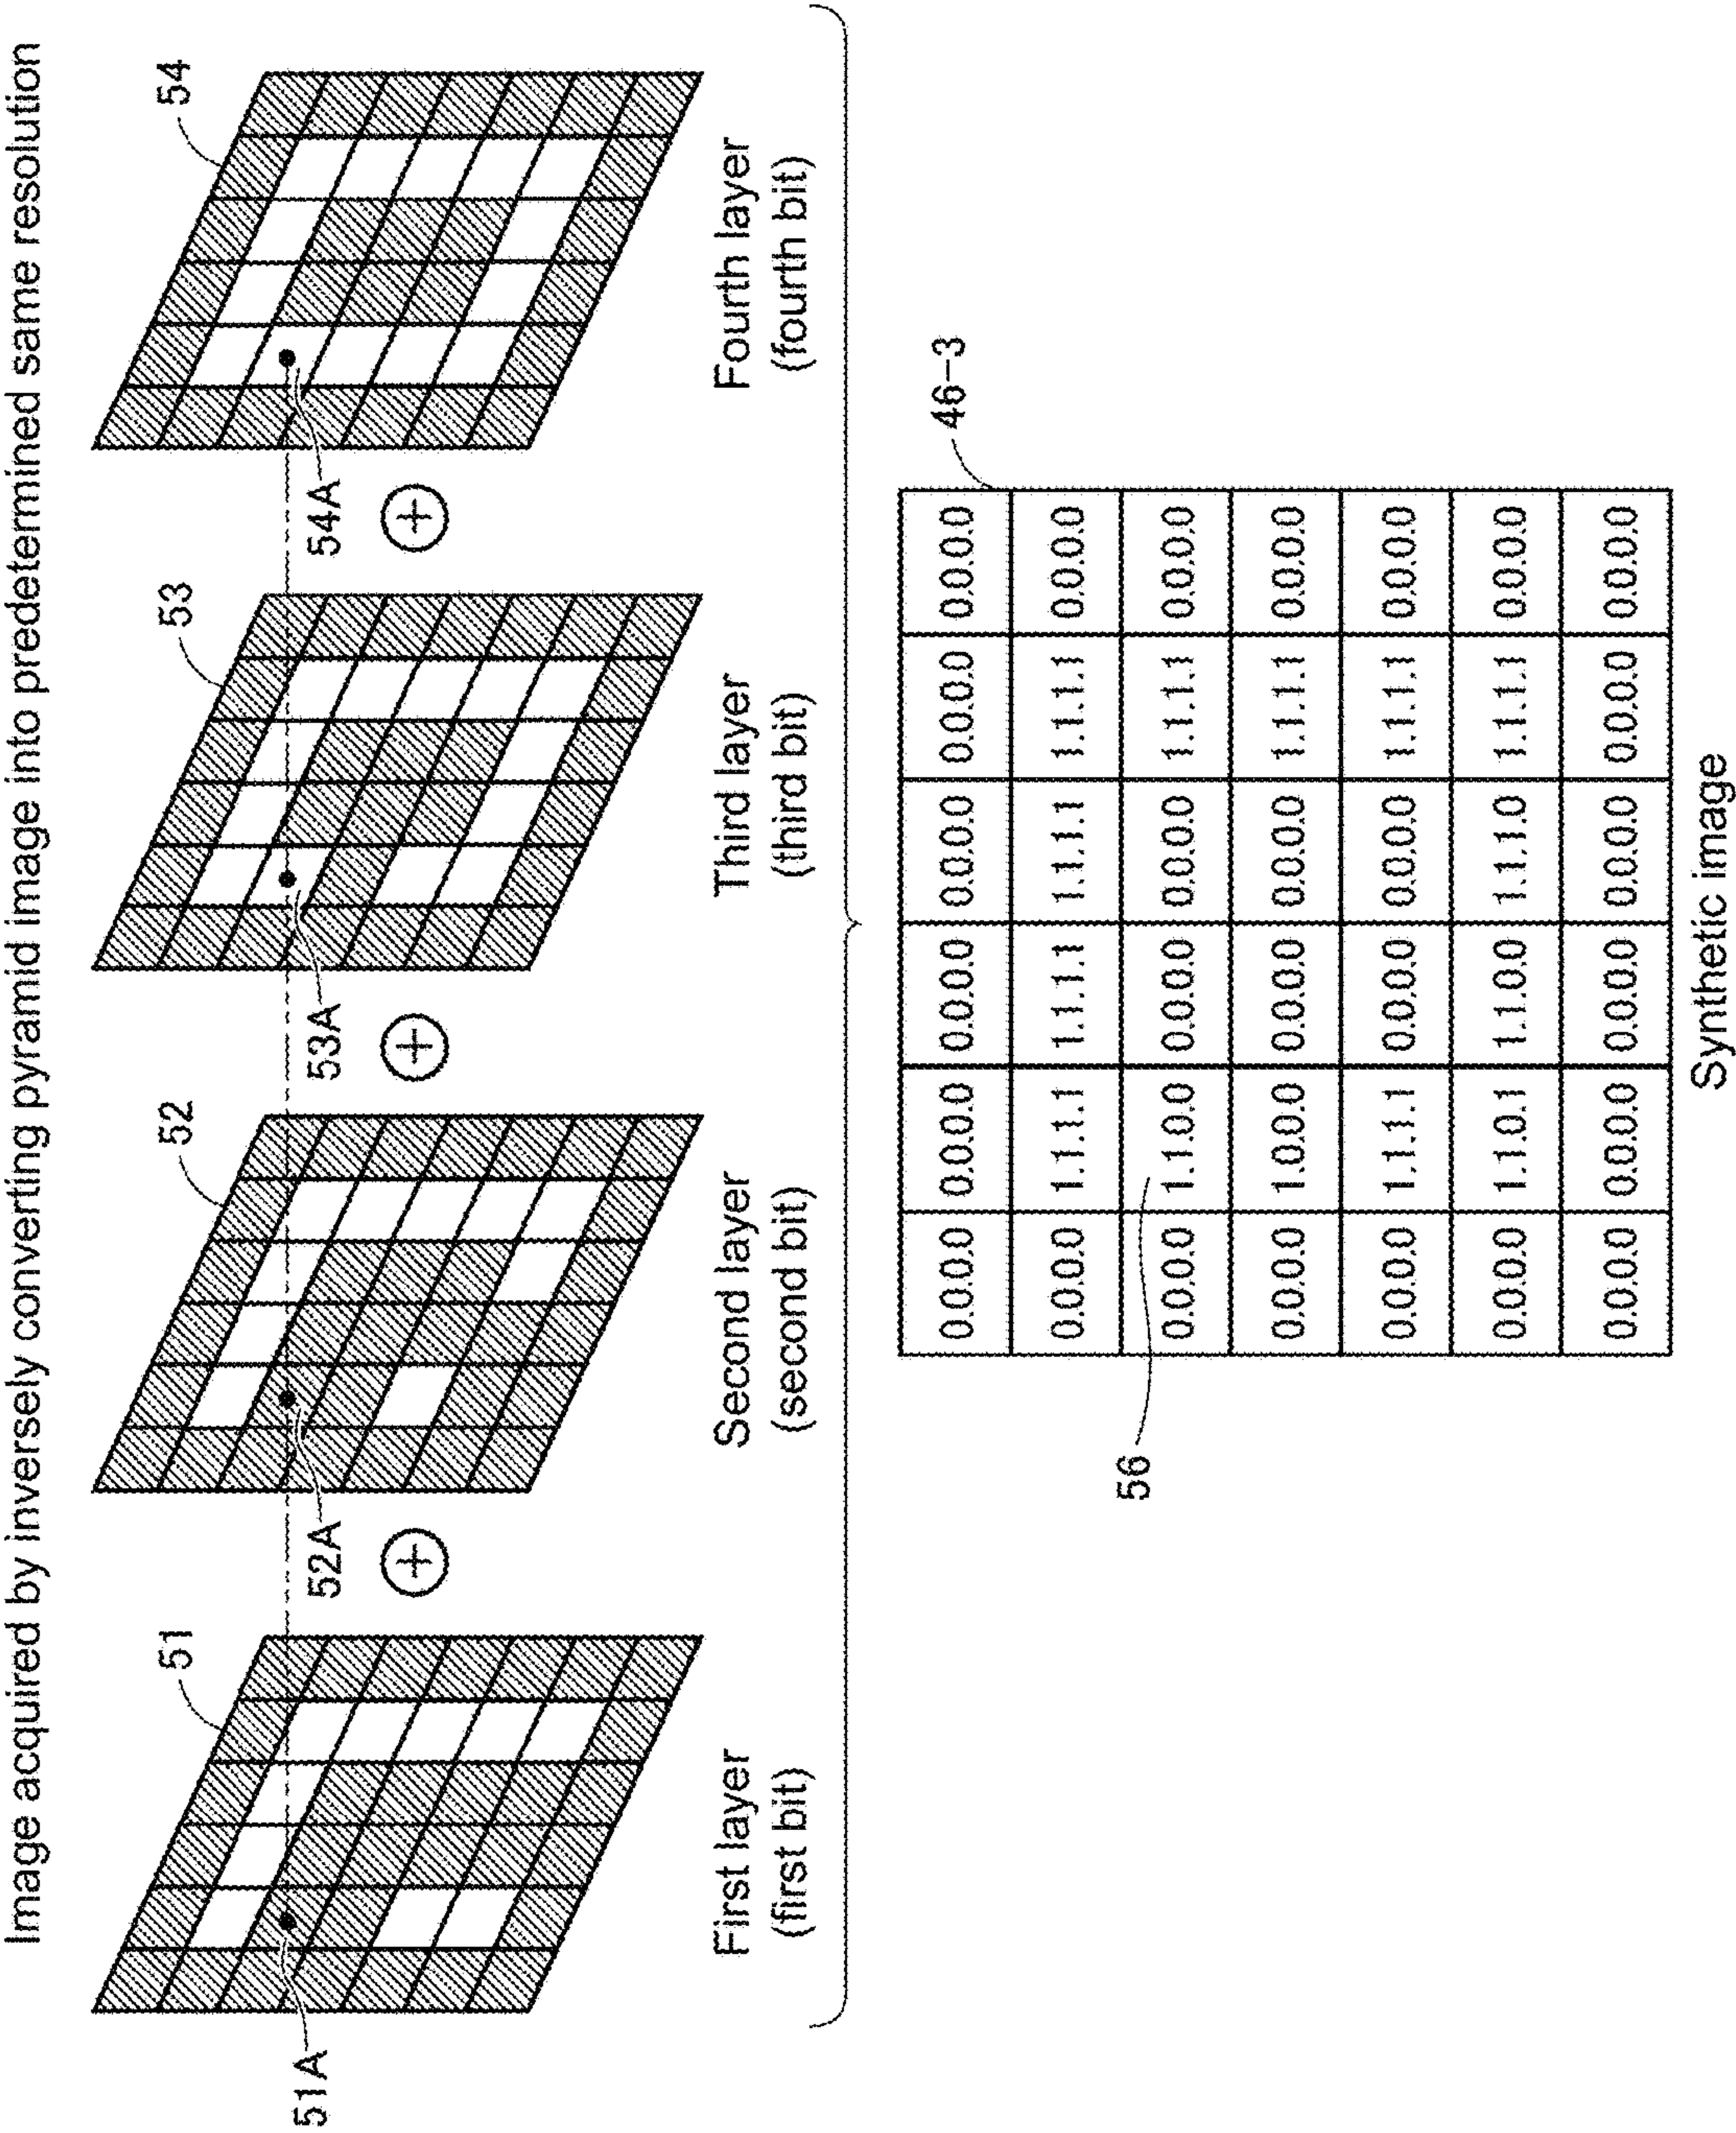 Image acquired by inversely converting pyramid image into predetermined same resolution
51 52 53 54
51A 52A 53A 54A
First layer
(first bit)
Second layer
(second bit)
Third layer
(third bit)
Fourth layer
(fourth bit)
46-3
56
0.0.0.0 0.0.0.0 0.0.0.0 0.0.0.0 0.0.0.0 0.0.0.0
0.0.0.0 1.1.1.1 1.1.1.1 1.1.1.1 1.1.1.1 0.0.0.0
0.0.0.0 1.1.0.0 0.0.0.0 0.0.0.0 1.1.1.1 0.0.0.0
0.0.0.0 1.0.0.0 0.0.0.0 0.0.0.0 1.1.1.1 0.0.0.0
0.0.0.0 1.1.1.1 0.0.0.0 0.0.0.0 1.1.1.1 0.0.0.0
0.0.0.0 1.1.0.1 1.1.0.0 1.1.1.0 1.1.1.1 0.0.0.0
0.0.0.0 0.0.0.0 0.0.0.0 0.0.0.0 0.0.0.0 0.0.0.0
Synthetic image